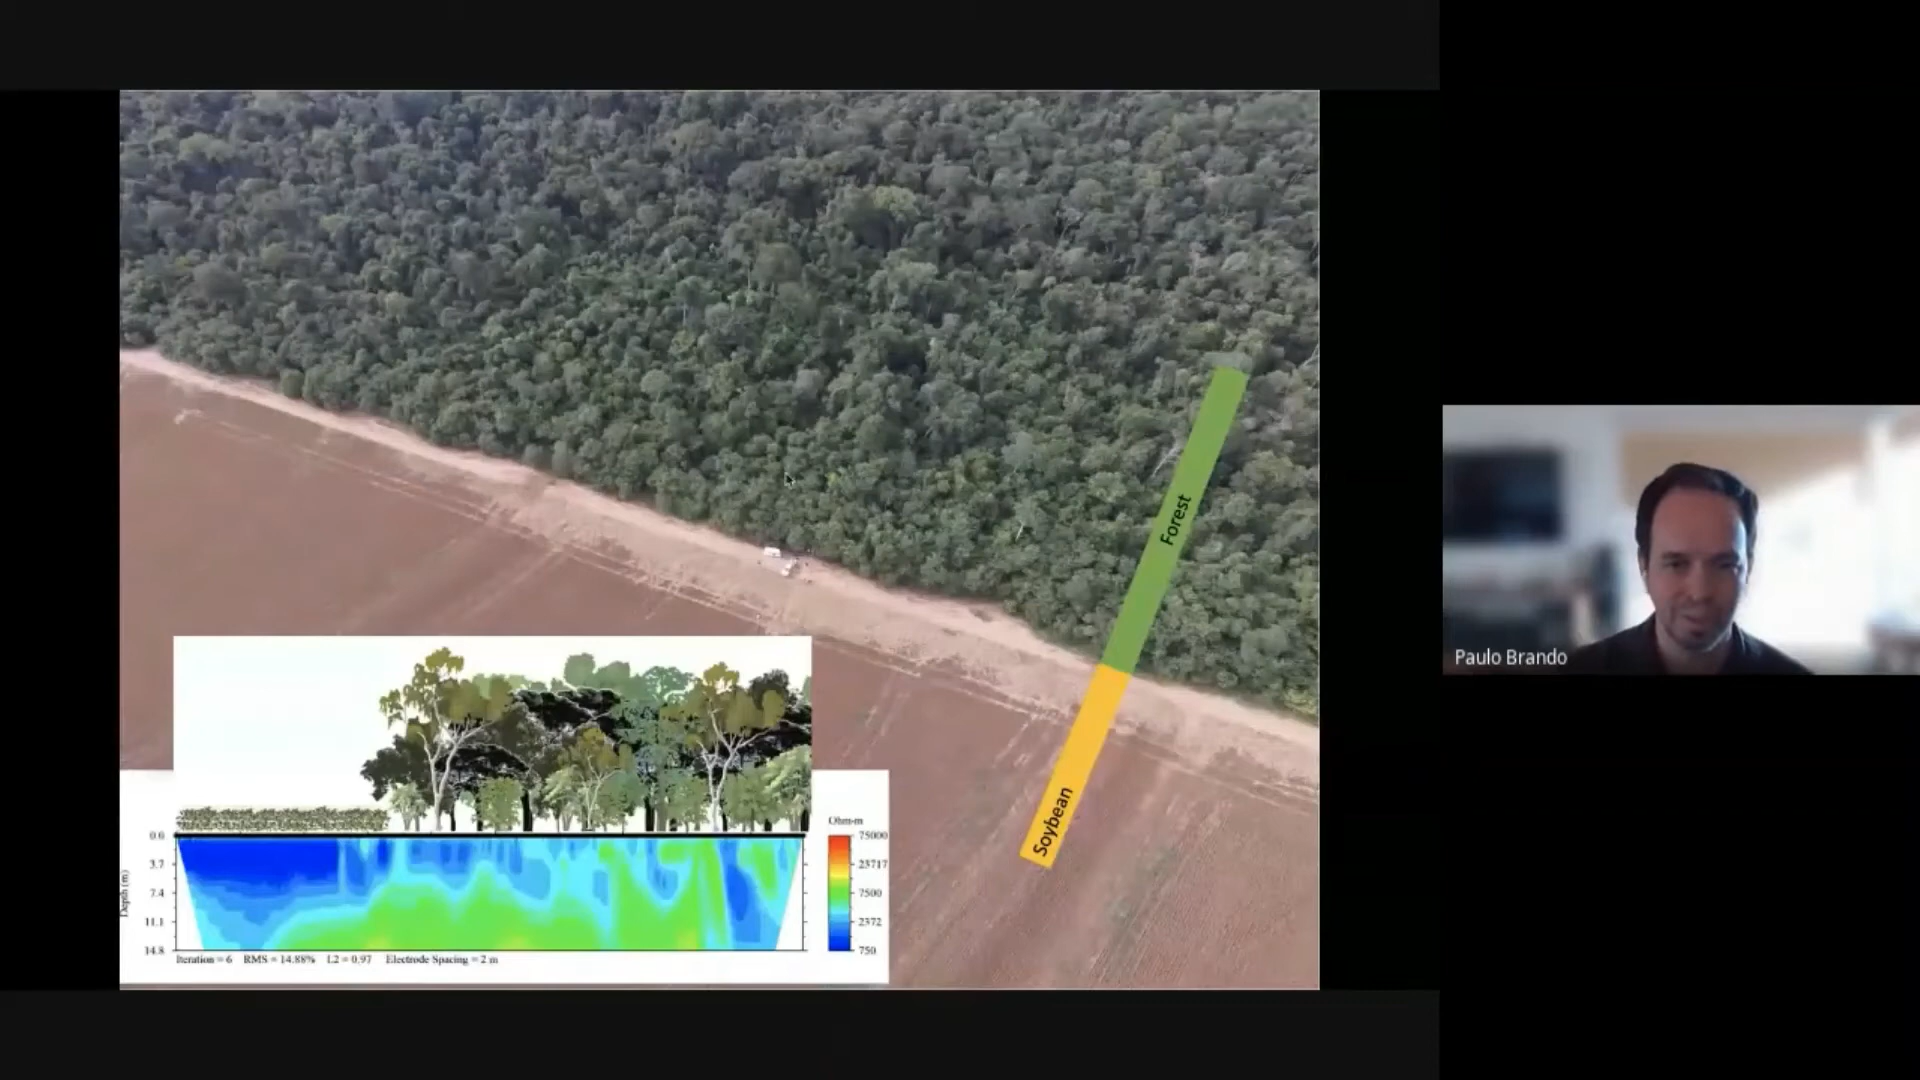 Forest
Soybean
Paulo Brando
Ohm-m
75000
23717
7500
2372
750
Depth (m)
0.0
3.7
7.4
11.1
14.8
Iteration = 6 RMS = 14.88% L2 = 0.97 Electrode Spacing = 2 m